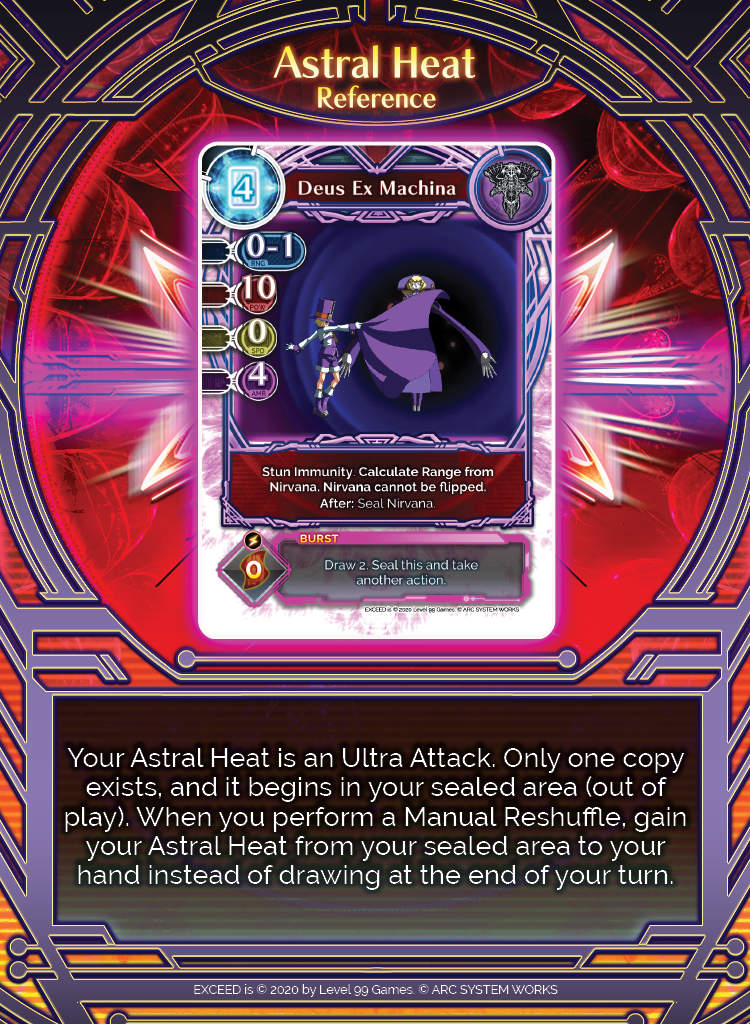 Astral Heat
Reference
4
Deus Ex Machina
0-1
RNG
10
POW
0
SPD
4
AMR
Stun Immunity. Calculate Range from
Nirvana. Nirvana cannot be flipped.
After: Seal Nirvana.
BURST
0
Draw 2. Seal this and take
another action.
EXCEED is © 2020 Level 99 Games. © ARC SYSTEM WORKS
Your Astral Heat is an Ultra Attack. Only one copy
exists, and it begins in your sealed area (out of
play). When you perform a Manual Reshuffle, gain
your Astral Heat from your sealed area to your
hand instead of drawing at the end of your turn.
EXCEED is © 2020 by Level 99 Games. © ARC SYSTEM WORKS